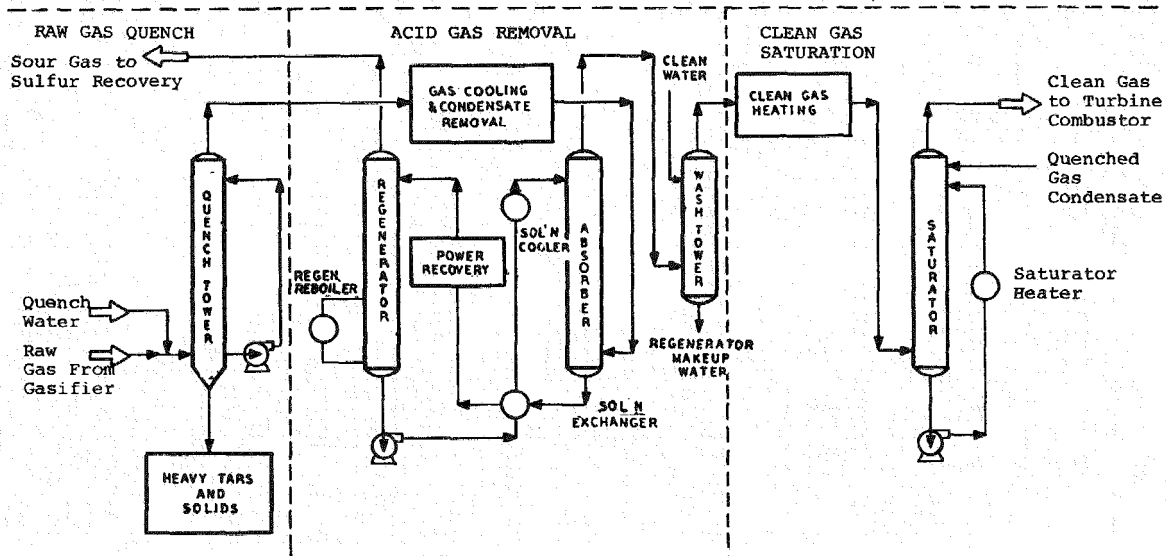 RAW GAS QUENCH
Sour Gas to
Sulfur Recovery
QUENCH TOWER
Quench
Water
Raw
Gas From
Gasifier
HEAVY TARS
AND
SOLIDS
ACID GAS REMOVAL
GAS COOLING
& CONDENSATE
REMOVAL
REGENERATOR
REGEN.
REBOILER
POWER
RECOVERY
SOL'N
COOLER
ABSORBER
SOL'N
EXCHANGER
CLEAN
WATER
WASH TOWER
REGENERATOR
MAKEUP
WATER
CLEAN GAS
SATURATION
CLEAN GAS
HEATING
SATURATOR
Clean Gas
to Turbine
Combustor
Quenched
Gas
Condensate
Saturator
Heater